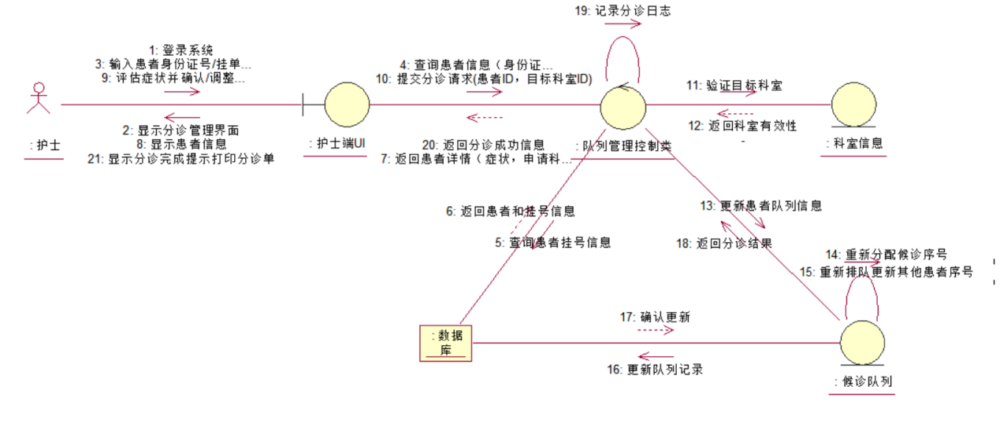 19: 记录分诊日志
1: 登录系统
3: 输入患者身份证号/挂单...
9: 评估症状并确认/调整...
4: 查询患者信息（身份证...
10: 提交分诊请求(患者ID，目标科室ID)
11: 验证目标科室
2: 显示分诊管理界面
8: 显示患者信息
21: 显示分诊完成提示打印分诊单
12: 返回科室有效性
: 护士
: 护士端UI
20: 返回分诊成功信息
7: 返回患者详情（症状，申请科...
: 队列管理控制类
: 科室信息
6: 返回患者和挂号信息
13: 更新患者队列信息
5: 查询患者挂号信息
18: 返回分诊结果
14: 重新分配候诊序号
15: 重新排队更新其他患者序号
17: 确认更新
: 数据
库
16: 更新队列记录
: 候诊队列